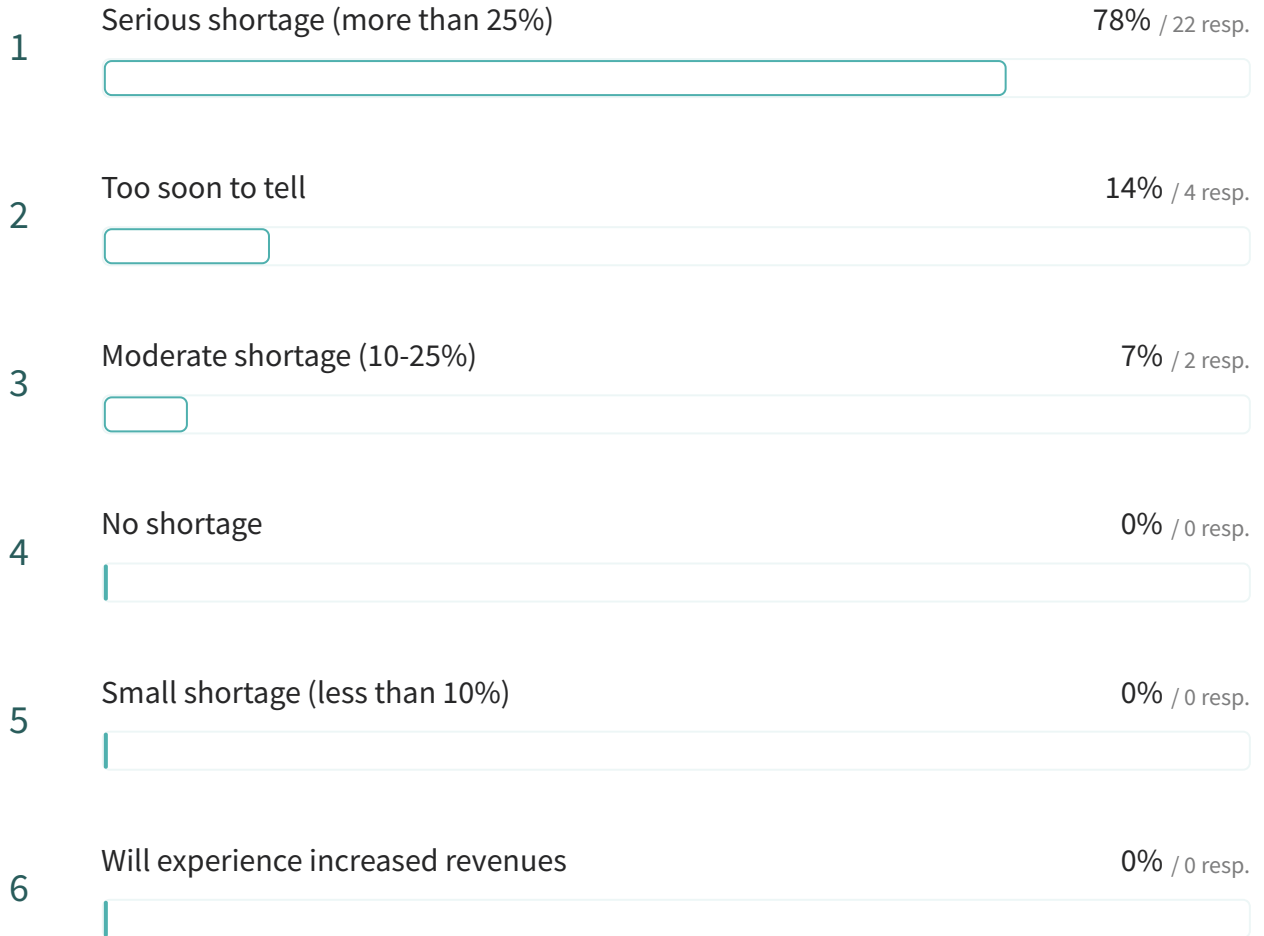 1
Serious shortage (more than 25%) 78% / 22 resp.
2
Too soon to tell 14% / 4 resp.
3
Moderate shortage (10-25%) 7% / 2 resp.
4
No shortage 0% / 0 resp.
5
Small shortage (less than 10%) 0% / 0 resp.
6
Will experience increased revenues 0% / 0 resp.